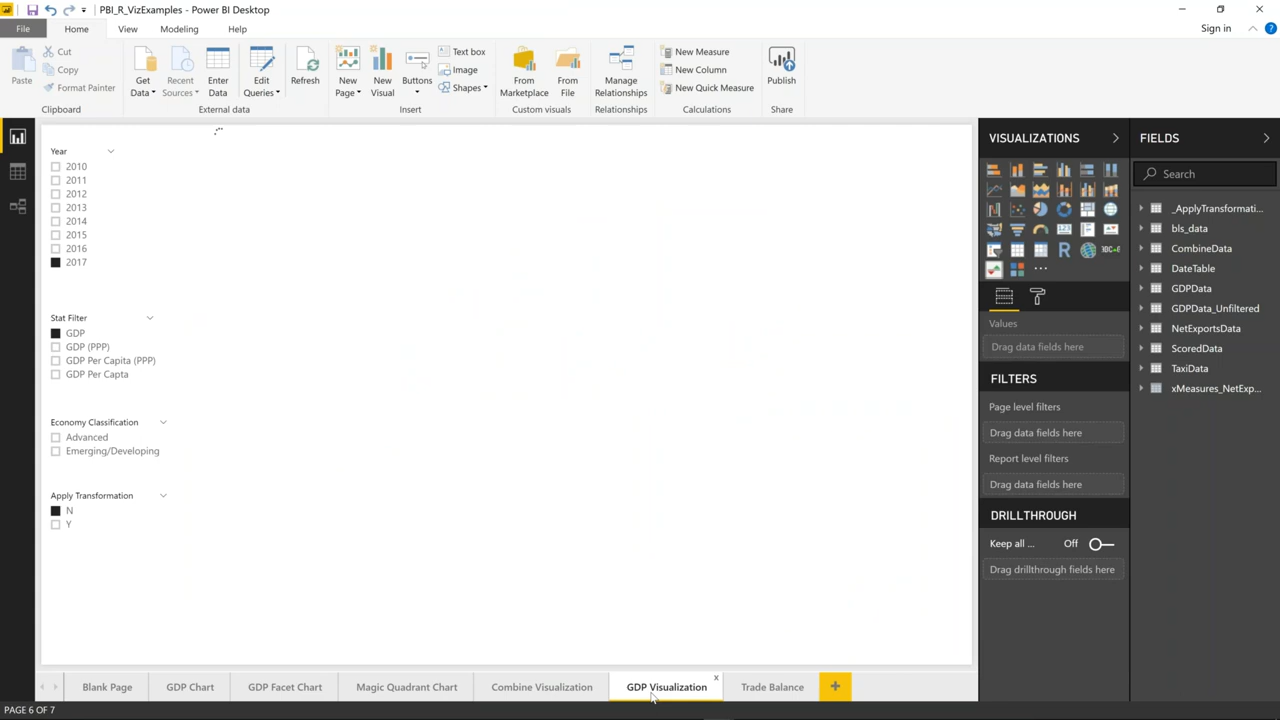 PBI_R_VizExamples - Power BI Desktop
File
Home
View
Modeling
Help
Sign in
Paste
Cut
Copy
Format Painter
Clipboard
Get Data
Recent Sources
Enter Data
Edit Queries
Refresh
External data
New Page
New Visual
Buttons
Text box
Image
Shapes
Insert
From Marketplace
From File
Custom visuals
Manage Relationships
Relationships
New Measure
New Column
New Quick Measure
Calculations
Publish
Share
Year
2010
2011
2012
2013
2014
2015
2016
2017
Stat Filter
GDP
GDP (PPP)
GDP Per Capita (PPP)
GDP Per Capta
Economy Classification
Advanced
Emerging/Developing
Apply Transformation
N
Y
VISUALIZATIONS
R
Values
Drag data fields here
FILTERS
Page level filters
Drag data fields here
Report level filters
Drag data fields here
DRILLTHROUGH
Keep all ...
Off
Drag drillthrough fields here
FIELDS
Search
_ApplyTransformati...
bls_data
CombineData
DateTable
GDPData
GDPData_Unfiltered
NetExportsData
ScoredData
TaxiData
xMeasures_NetExp...
Blank Page
GDP Chart
GDP Facet Chart
Magic Quadrant Chart
Combine Visualization
GDP Visualization
x
Trade Balance
+
PAGE 6 OF 7